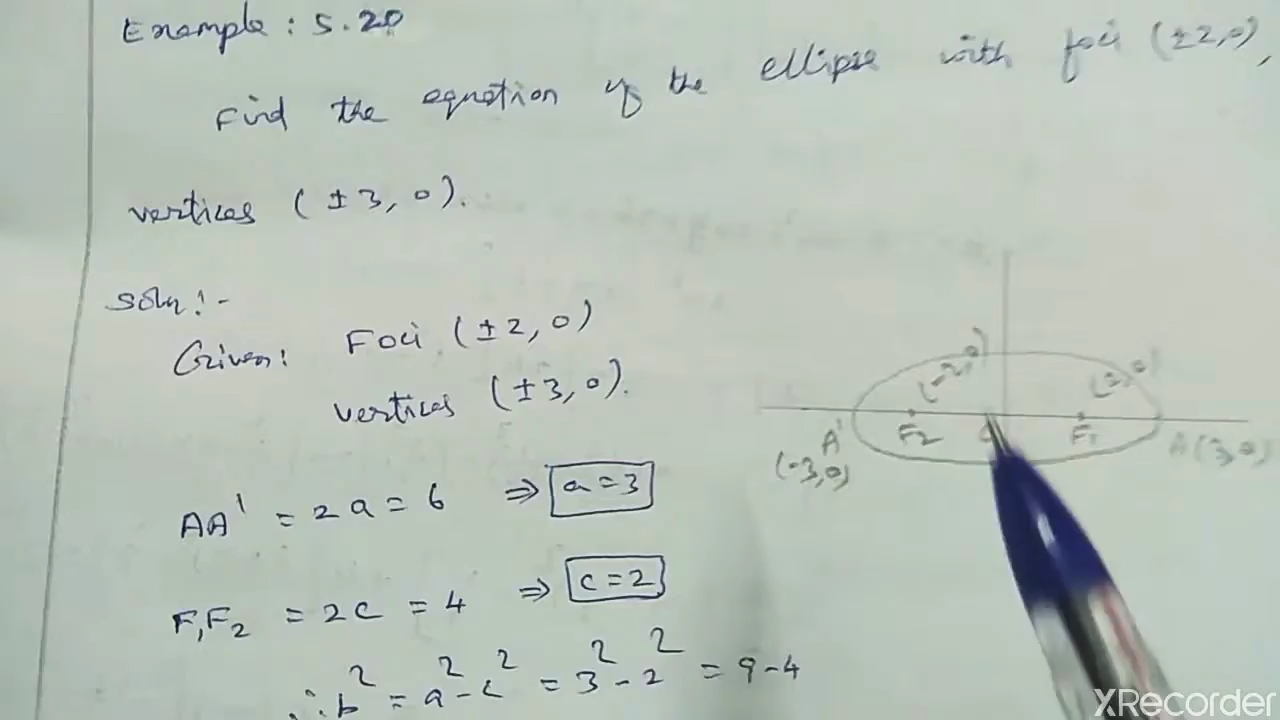 Example : 5.20
Find the equation of the ellipse with foci (±2,0),
vertices (±3, 0).
Soln:-
Given: Foci (±2, 0)
vertices (±3, 0).
(-2,0) (2,0)
A' F2 C F1 A(3,0)
(-3,0)
AA' = 2a = 6 ⇒ a=3
F1F2 = 2c = 4 ⇒ c=2
∴ b² = a² - c² = 3² - 2² = 9-4
XRecorder